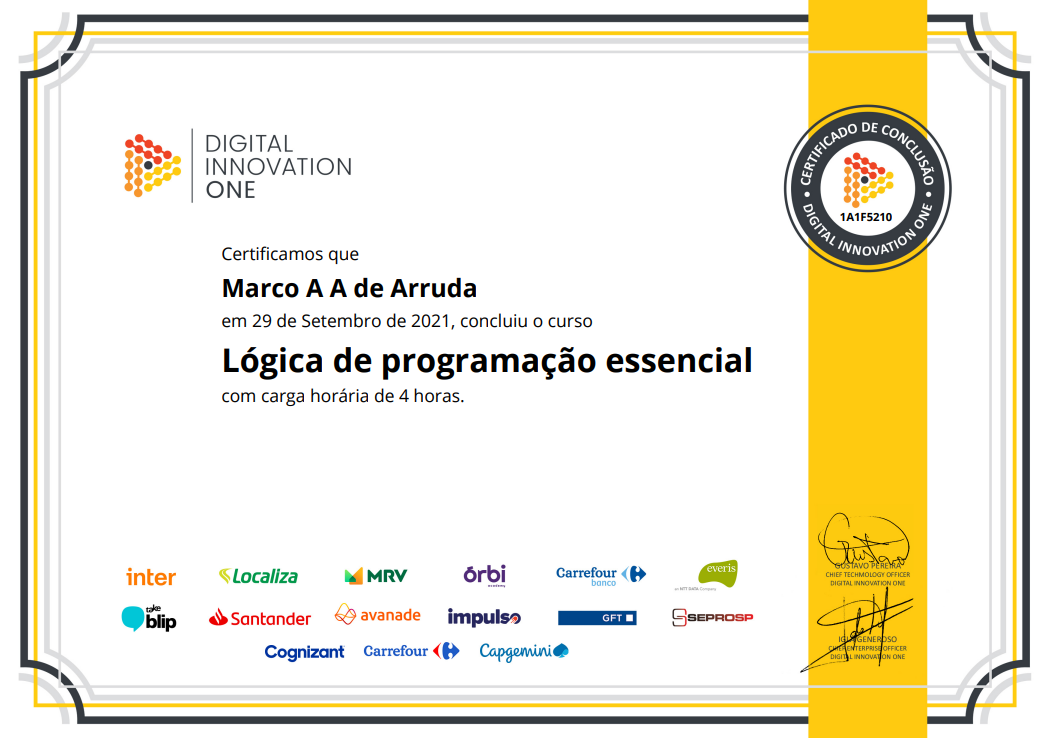 DIGITAL
INNOVATION
ONE
CERTIFICADO DE CONCLUSÃO
1A1F5210
DIGITAL INNOVATION ONE
Certificamos que
Marco A A de Arruda
em 29 de Setembro de 2021, concluiu o curso
Lógica de programação essencial
com carga horária de 4 horas.
inter
Localiza
MRV
órbi
academy
Carrefour
banco
everis
an NTT DATA Company
take
blip
Santander
avanade
impulso
GFT
SEPROSP
Cognizant
Carrefour
Capgemini
Gustavo
GUSTAVO PEREIRA
CHIEF TECHNOLOGY OFFICER
DIGITAL INNOVATION ONE
GENEROSO
CHIEF ENTERPRISE OFFICER
DIGITAL INNOVATION ONE